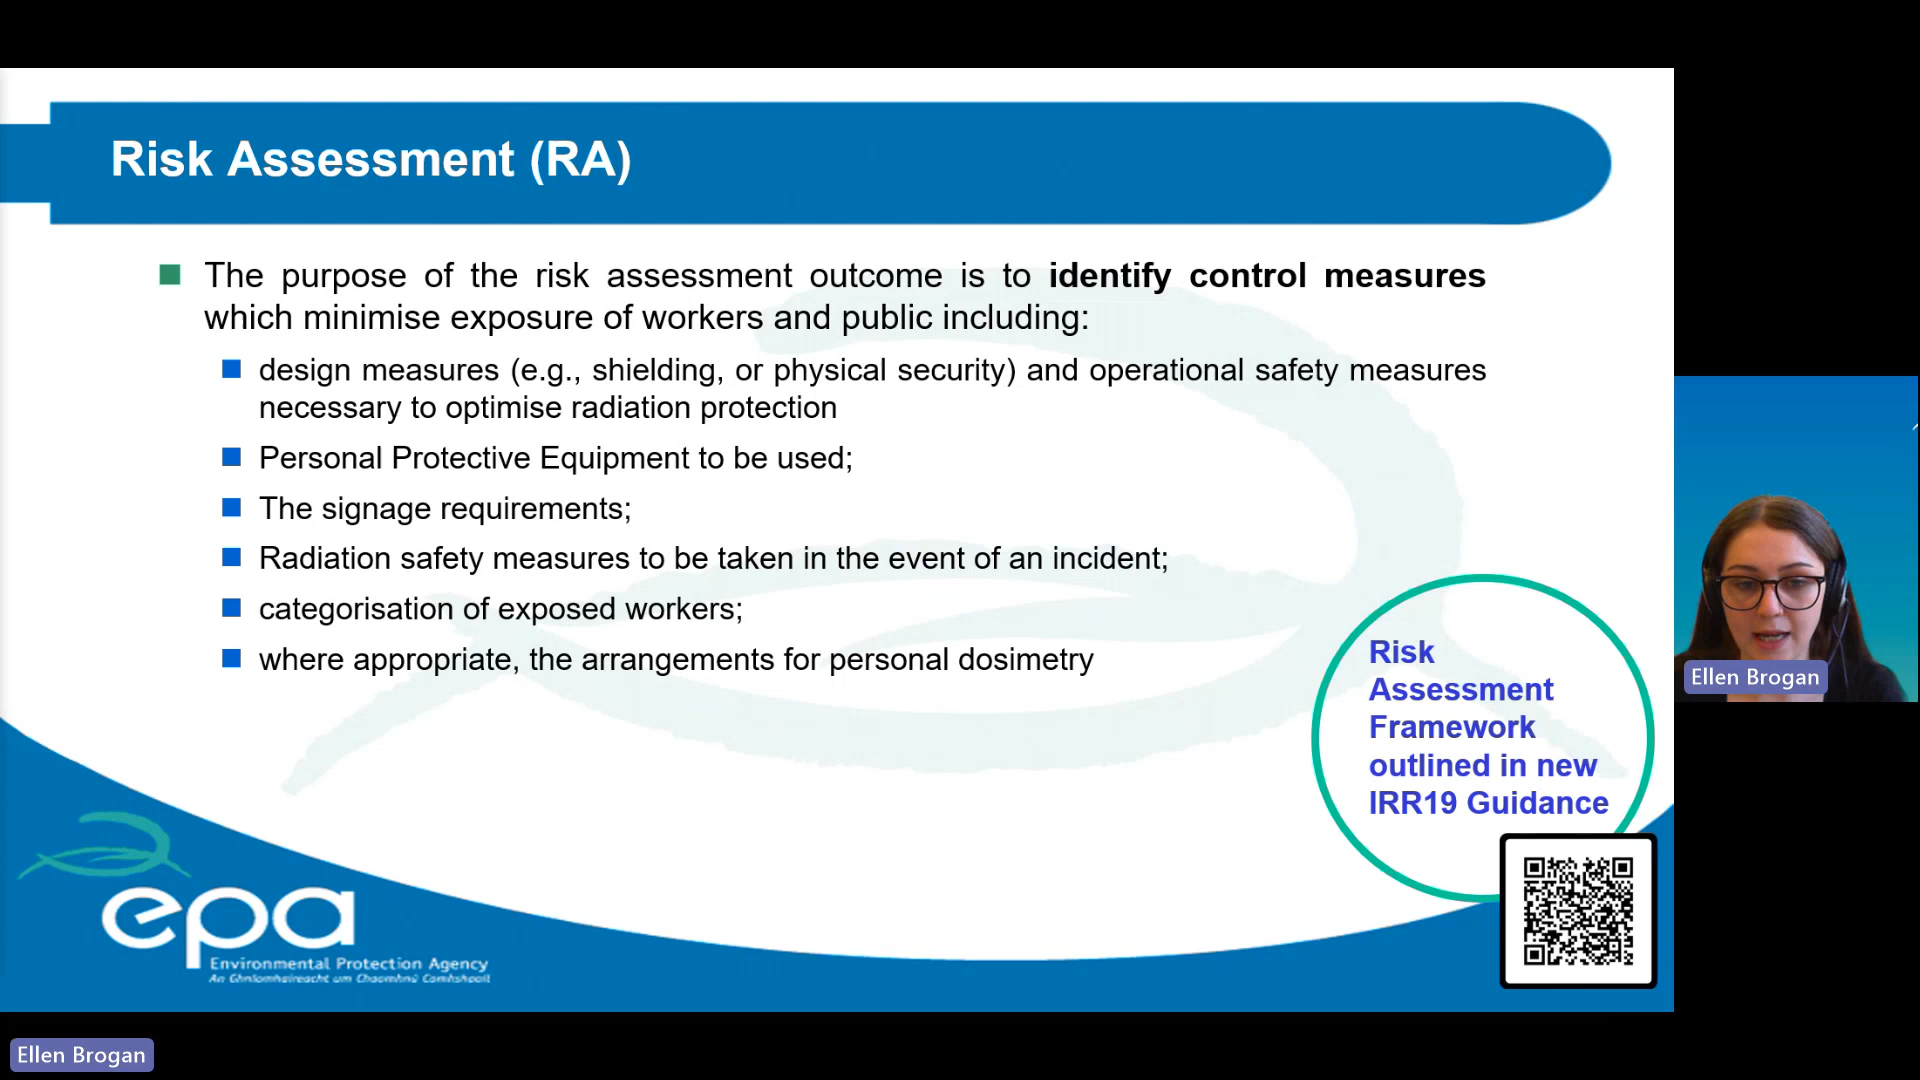 Risk Assessment (RA)
The purpose of the risk assessment outcome is to identify control measures
which minimise exposure of workers and public including:
design measures (e.g., shielding, or physical security) and operational safety measures
necessary to optimise radiation protection
Personal Protective Equipment to be used;
The signage requirements;
Radiation safety measures to be taken in the event of an incident;
categorisation of exposed workers;
where appropriate, the arrangements for personal dosimetry
Risk
Assessment
Framework
outlined in new
IRR19 Guidance
Ellen Brogan
epa
Environmental Protection Agency
An Ghníomhaireacht um Chaomhnú Comhshaoil
Ellen Brogan